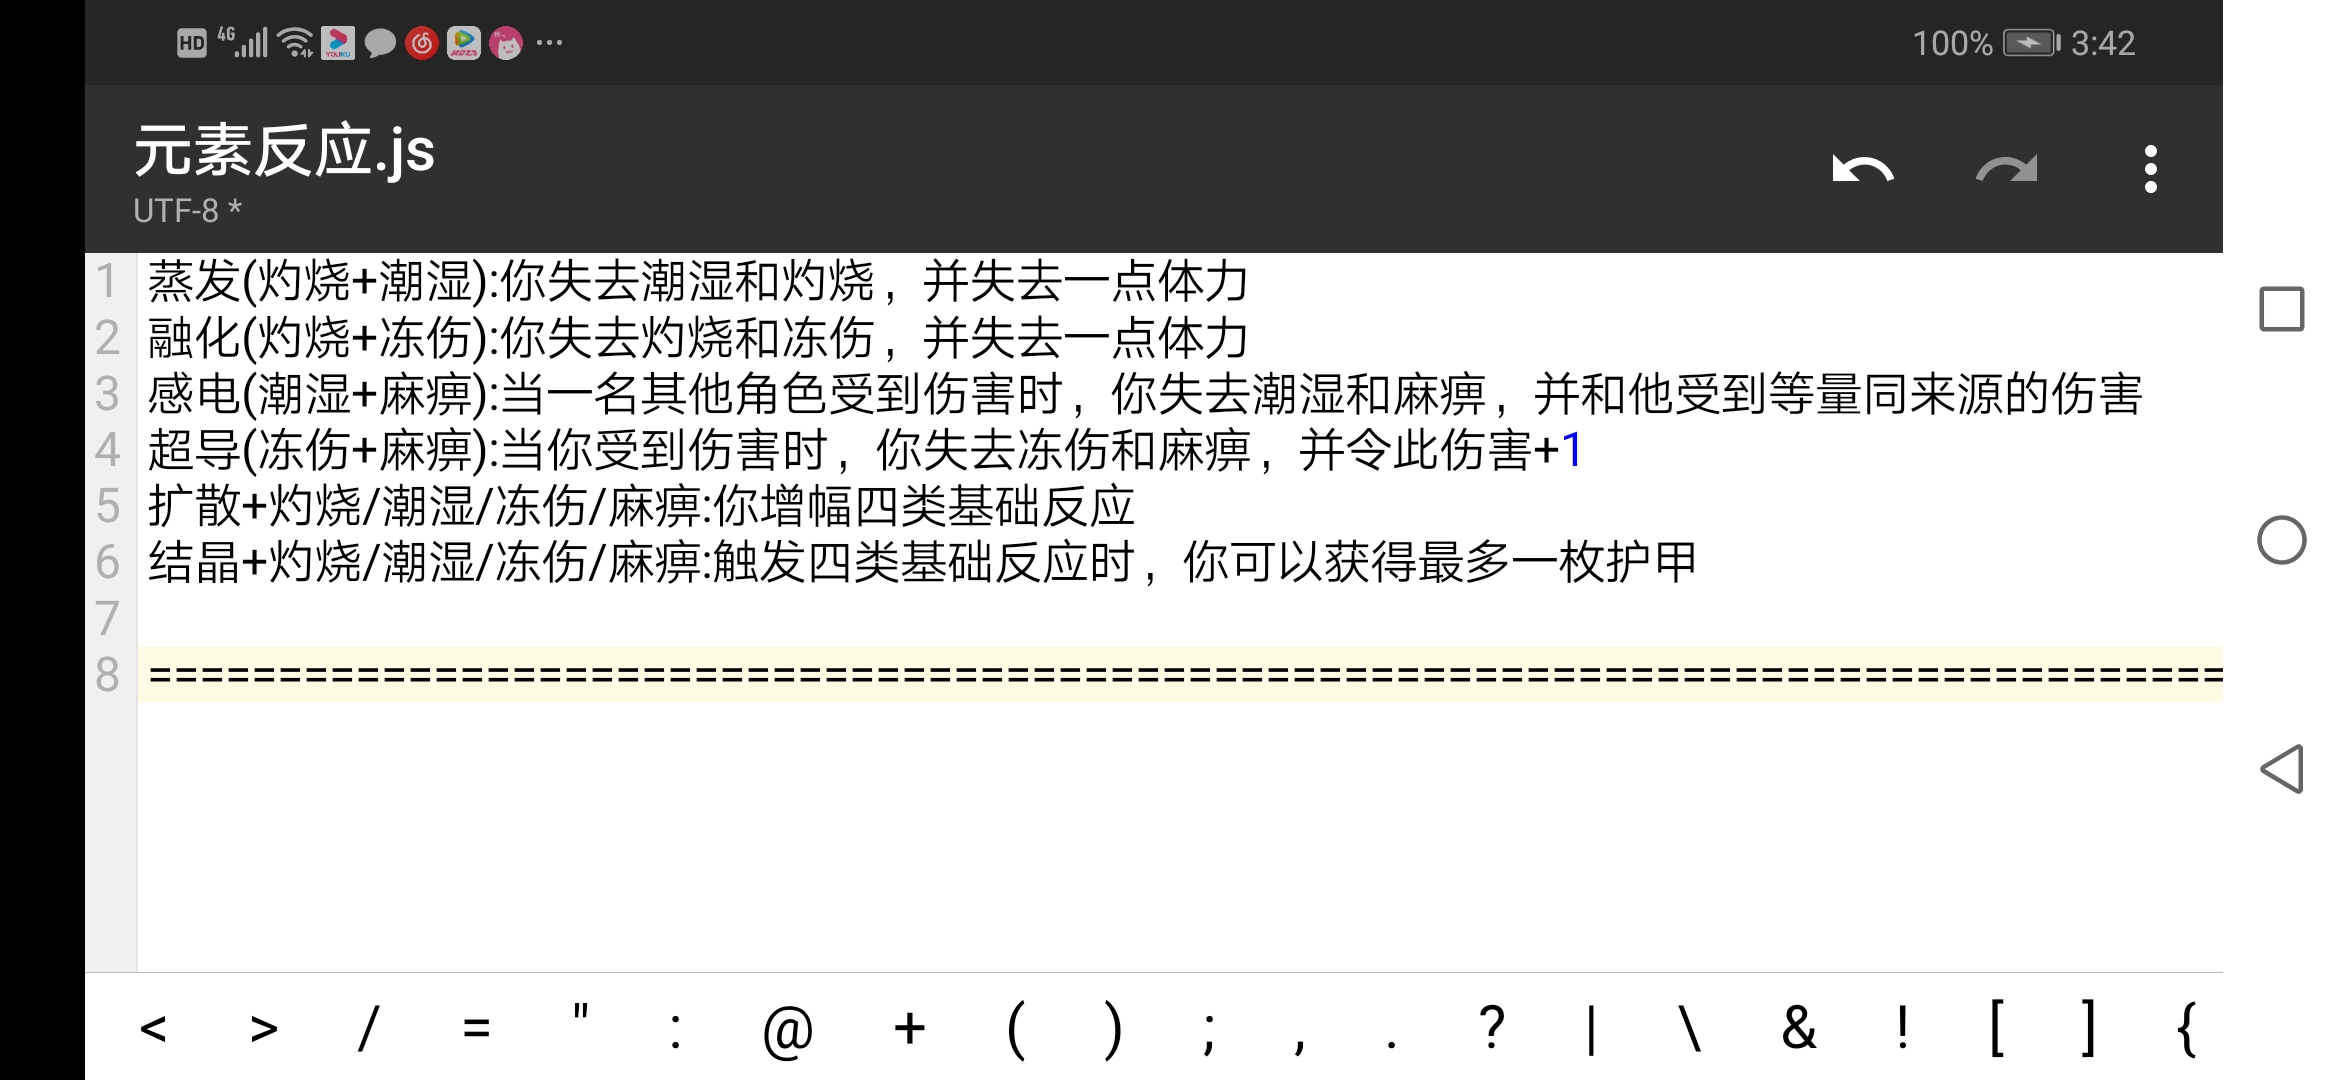 HD 4G YOUKU 100% 3:42
元素反应.js
UTF-8 *
1 蒸发(灼烧+潮湿):你失去潮湿和灼烧，并失去一点体力
2 融化(灼烧+冻伤):你失去灼烧和冻伤，并失去一点体力
3 感电(潮湿+麻痹):当一名其他角色受到伤害时，你失去潮湿和麻痹，并和他受到等量同来源的伤害
4 超导(冻伤+麻痹):当你受到伤害时，你失去冻伤和麻痹，并令此伤害+1
5 扩散+灼烧/潮湿/冻伤/麻痹:你增幅四类基础反应
6 结晶+灼烧/潮湿/冻伤/麻痹:触发四类基础反应时，你可以获得最多一枚护甲
7
8 ================================================================================
< > / = " : @ + ( ) ; , . ? | \ & ! [ ] {